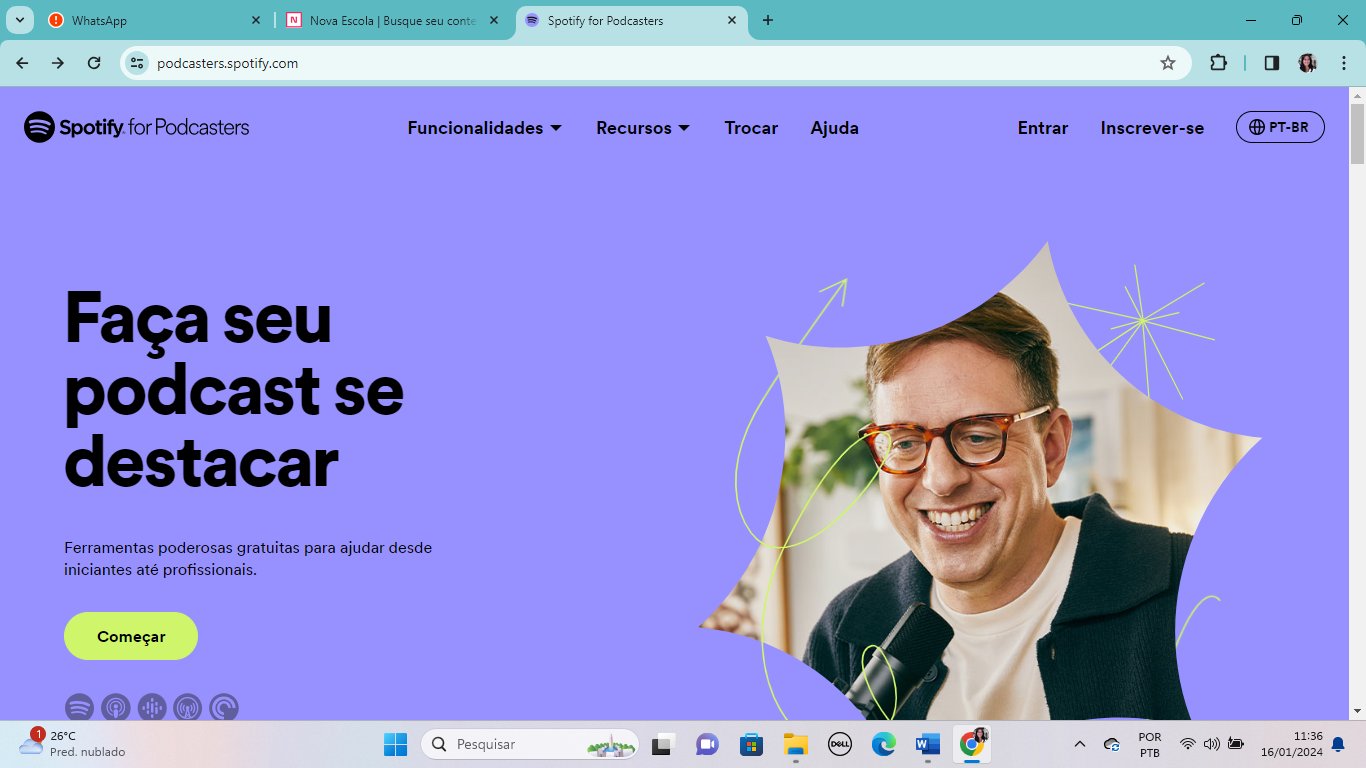 WhatsApp
Nova Escola | Busque seu conte
Spotify for Podcasters
podcasters.spotify.com
Spotify for Podcasters
Funcionalidades
Recursos
Trocar
Ajuda
Entrar
Inscrever-se
PT-BR
Faça seu
podcast se
destacar
Ferramentas poderosas gratuitas para ajudar desde
iniciantes até profissionais.
Começar
1
26°C
Pred. nublado
Pesquisar
DELL
POR
PTB
11:36
16/01/2024